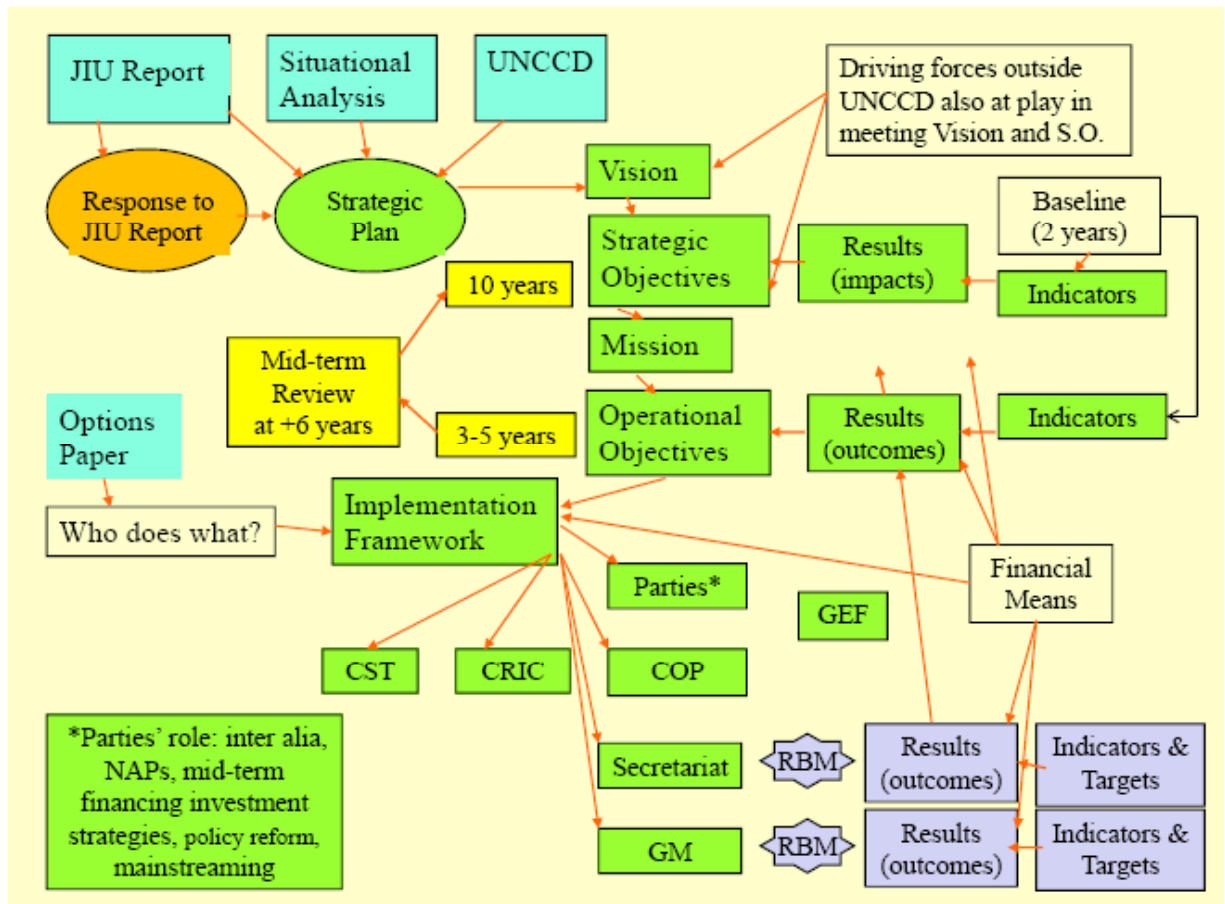 JIU Report
Situational
Analysis
UNCCD
Driving forces outside
UNCCD also at play in
meeting Vision and S.O.
Response to
JIU Report
Strategic
Plan
Vision
Baseline
(2 years)
Strategic
Objectives
Results
(impacts)
Indicators
10 years
Mission
Mid-term
Review
at +6 years
Options
Paper
3-5 years
Operational
Objectives
Results
(outcomes)
Indicators
Who does what?
Implementation
Framework
Financial
Means
Parties*
GEF
CST
CRIC
COP
*Parties’ role: inter alia,
NAPs, mid-term
financing investment
strategies, policy reform,
mainstreaming
Secretariat
RBM
Results
(outcomes)
Indicators &
Targets
GM
RBM
Results
(outcomes)
Indicators &
Targets